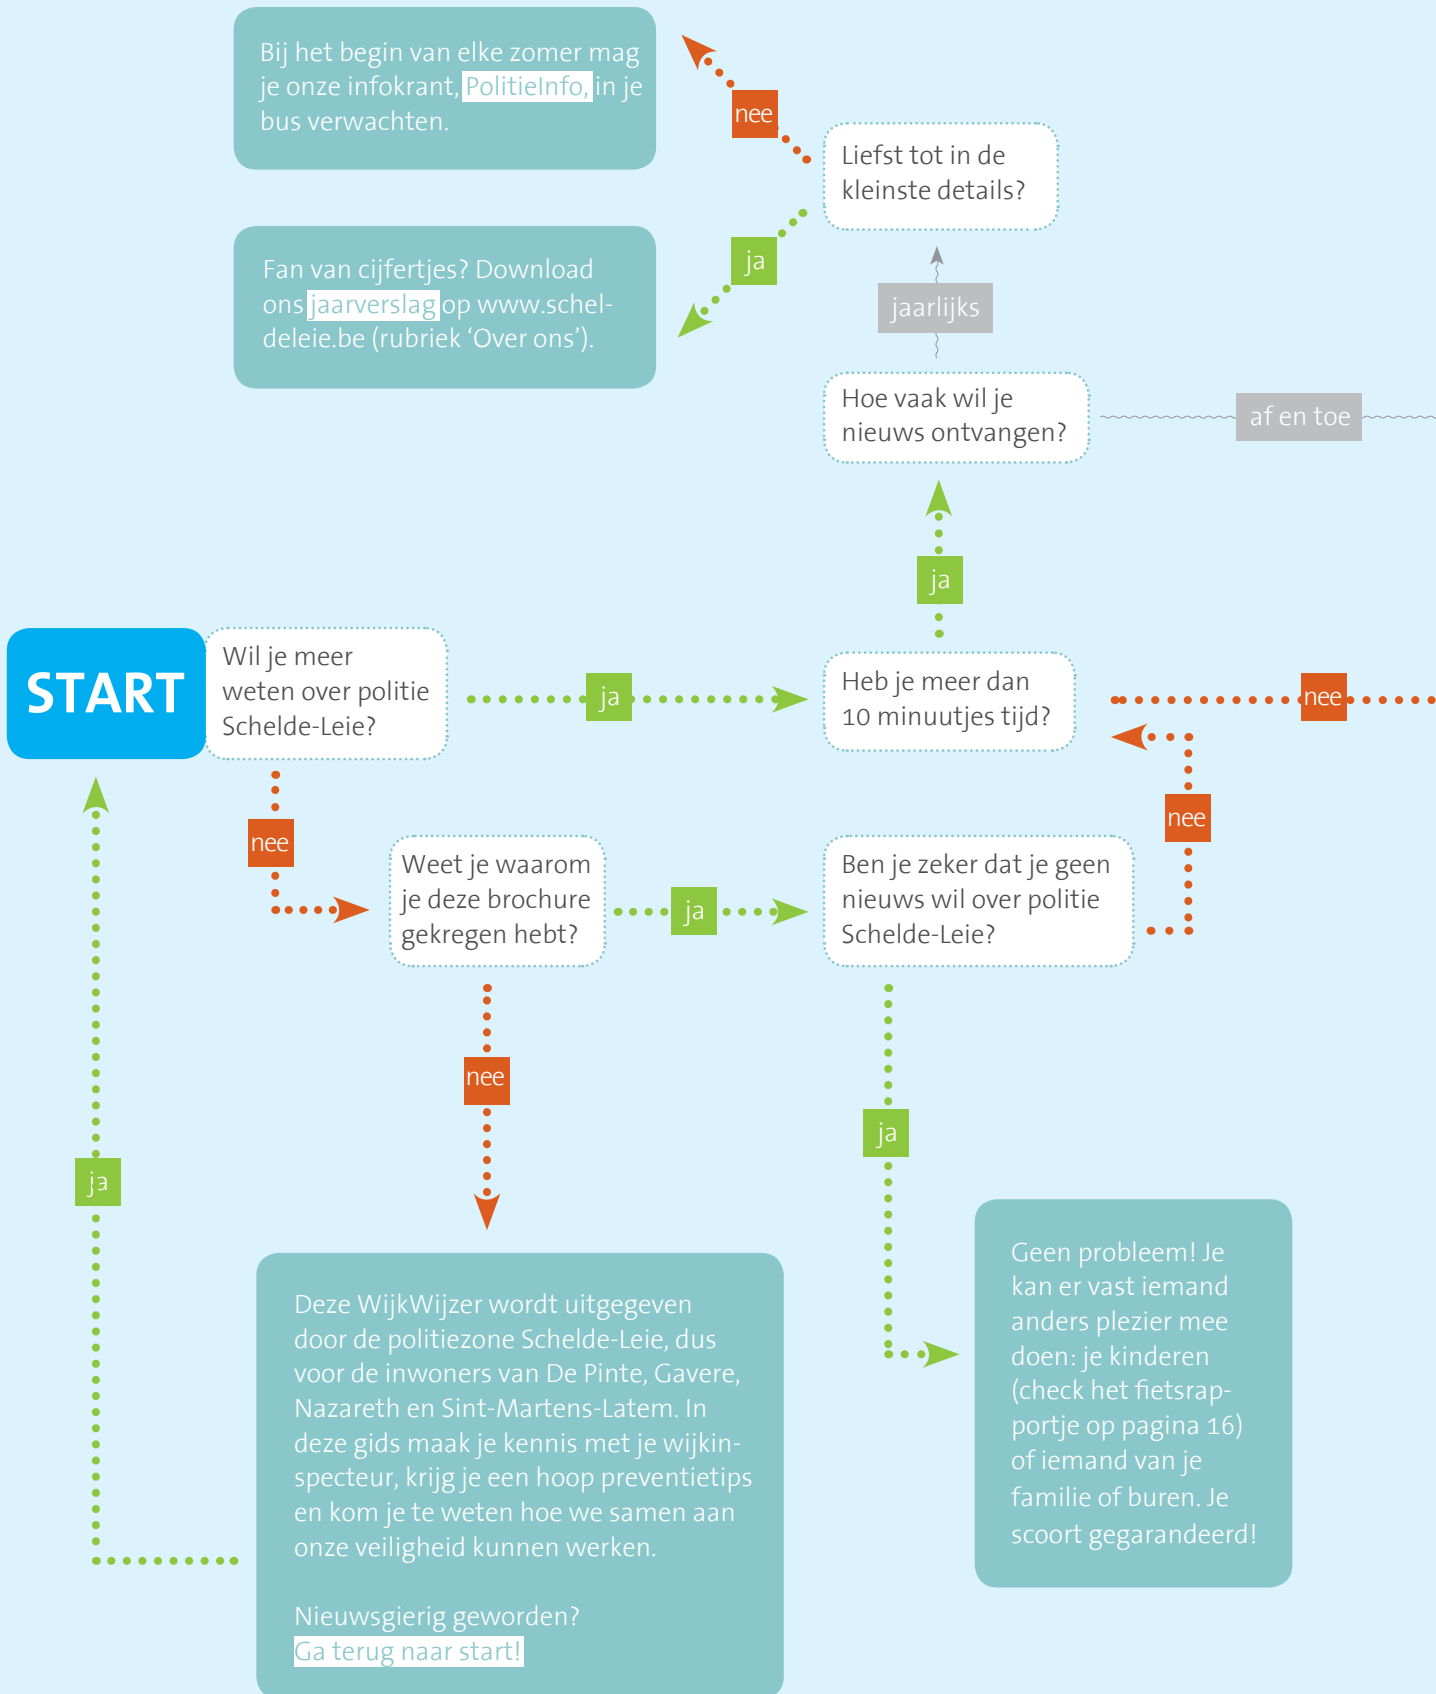 Bij het begin van elke zomer mag
je onze infokrant, PolitieInfo, in je
bus verwachten.
nee
Liefst tot in de
kleinste details?
ja
Fan van cijfertjes? Download
ons jaarverslag op www.schel-
deleie.be (rubriek ‘Over ons’).
jaarlijks
Hoe vaak wil je
nieuws ontvangen?
af en toe
ja
START
Wil je meer
weten over politie
Schelde-Leie?
ja
Heb je meer dan
10 minuutjes tijd?
nee
nee
Weet je waarom
je deze brochure
gekregen hebt?
ja
Ben je zeker dat je geen
nieuws wil over politie
Schelde-Leie?
nee
nee
ja
ja
Deze WijkWijzer wordt uitgegeven
door de politiezone Schelde-Leie, dus
voor de inwoners van De Pinte, Gavere,
Nazareth en Sint-Martens-Latem. In
deze gids maak je kennis met je wijkin-
specteur, krijg je een hoop preventietips
en kom je te weten hoe we samen aan
onze veiligheid kunnen werken.
Nieuwsgierig geworden?
Ga terug naar start!
Geen probleem! Je
kan er vast iemand
anders plezier mee
doen: je kinderen
(check het fietsrap-
portje op pagina 16)
of iemand van je
familie of buren. Je
scoort gegarandeerd!